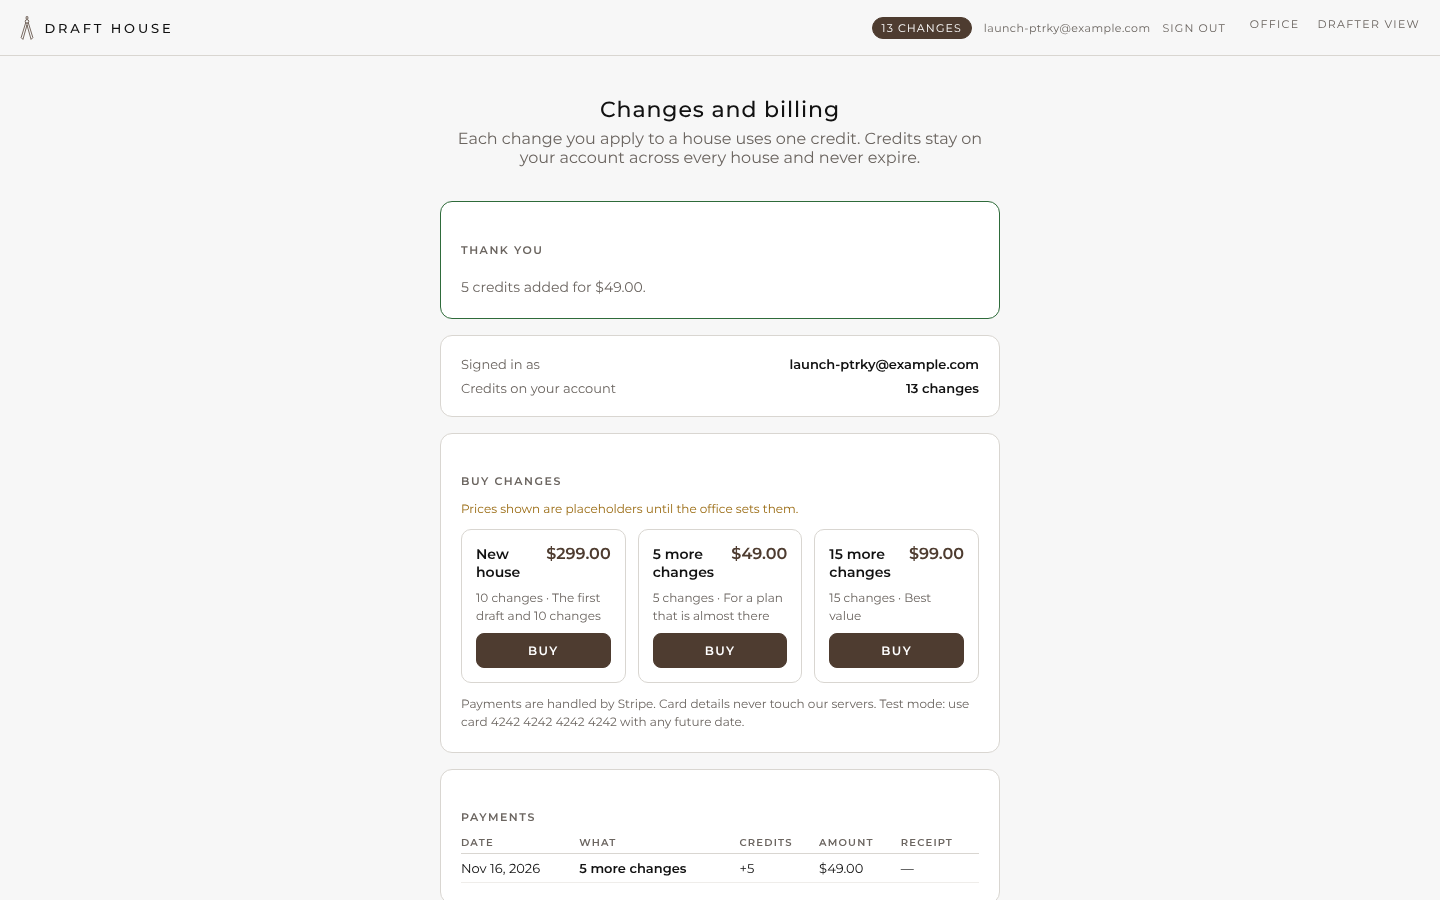 DRAFT HOUSE
13 CHANGES launch-ptrky@example.com SIGN OUT OFFICE DRAFTER VIEW
Changes and billing
Each change you apply to a house uses one credit. Credits stay on
your account across every house and never expire.
THANK YOU
5 credits added for $49.00.
Signed in as launch-ptrky@example.com
Credits on your account 13 changes
BUY CHANGES
Prices shown are placeholders until the office sets them.
New
house
$299.00
10 changes · The first
draft and 10 changes
BUY
5 more
changes
$49.00
5 changes · For a plan
that is almost there
BUY
15 more
changes
$99.00
15 changes · Best
value
BUY
Payments are handled by Stripe. Card details never touch our servers. Test mode: use
card 4242 4242 4242 4242 with any future date.
PAYMENTS
DATE WHAT CREDITS AMOUNT RECEIPT
Nov 16, 2026 5 more changes +5 $49.00 —